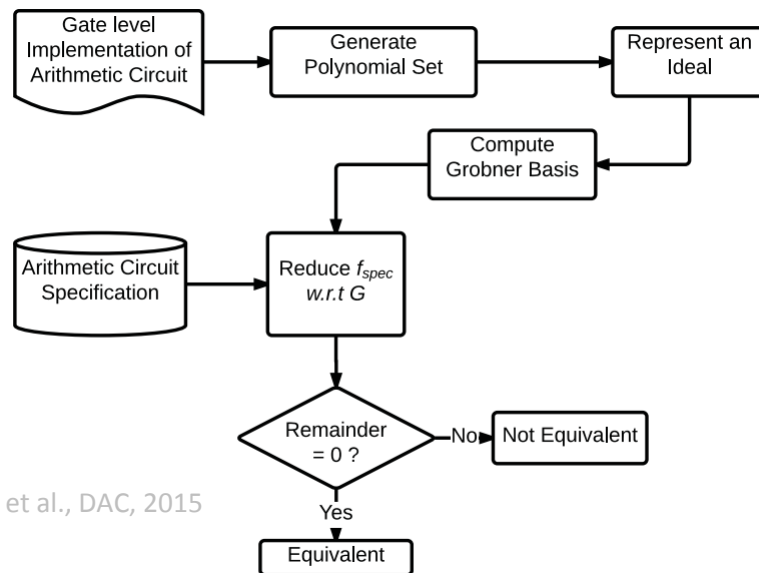 Gate level
Implementation of
Arithmetic Circuit
Generate
Polynomial Set
Represent an
Ideal
Compute
Grobner Basis
Arithmetic Circuit
Specification
Reduce fspec
w.r.t G
Remainder
= 0 ?
No
Not Equivalent
et al., DAC, 2015
Yes
Equivalent